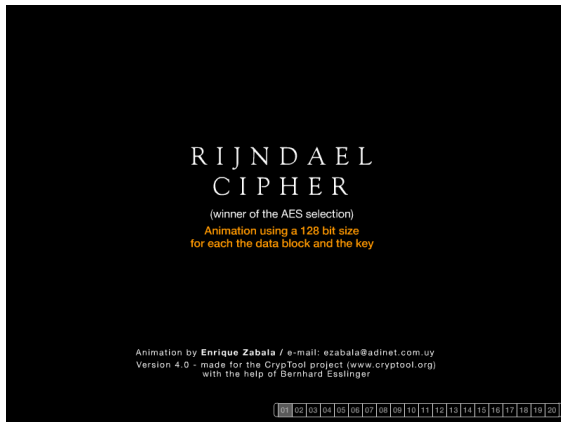 RIJNDAEL
CIPHER
(winner of the AES selection)
Animation using a 128 bit size
for each the data block and the key
Animation by Enrique Zabala / e-mail: ezabala@adinet.com.uy
Version 4.0 - made for the CrypTool project (www.cryptool.org)
with the help of Bernhard Esslinger
01 02 03 04 05 06 07 08 09 10 11 12 13 14 15 16 17 18 19 20